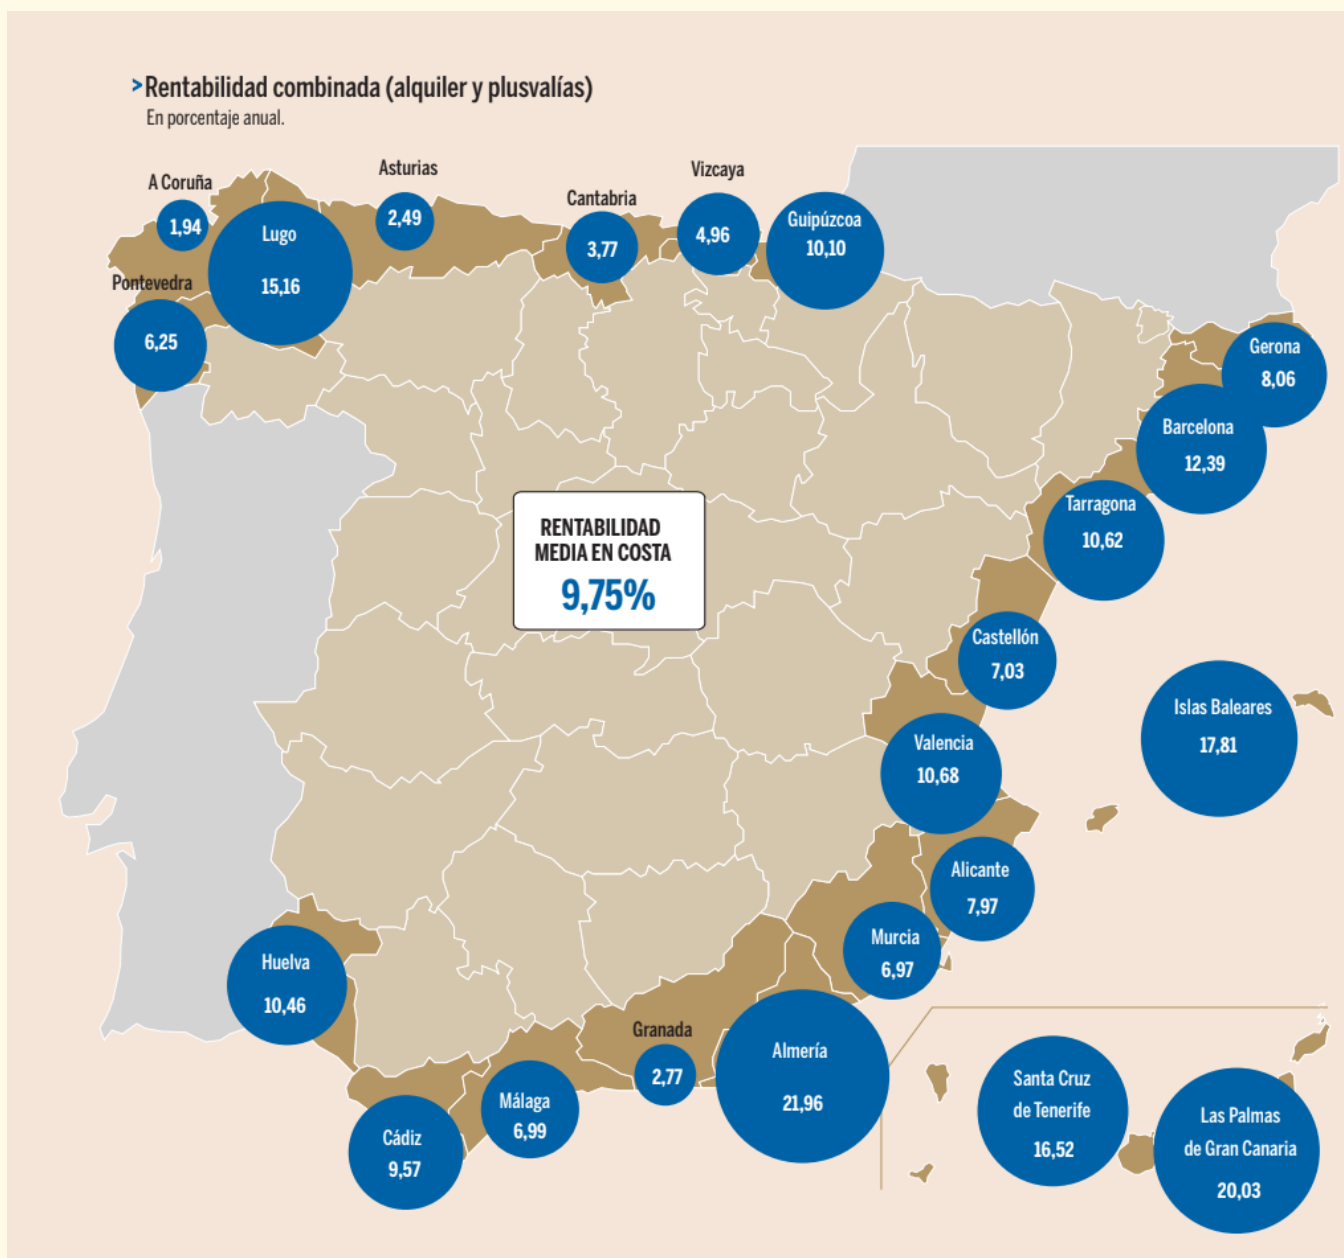 >Rentabilidad combinada (alquiler y plusvalías)
En porcentaje anual.
A Coruña
1,94
Lugo
15,16
Asturias
2,49
Cantabria
3,77
Vizcaya
4,96
Guipúzcoa
10,10
Pontevedra
6,25
Gerona
8,06
Barcelona
12,39
Tarragona
10,62
RENTABILIDAD
MEDIA EN COSTA
9,75%
Castellón
7,03
Islas Baleares
17,81
Valencia
10,68
Alicante
7,97
Murcia
6,97
Huelva
10,46
Granada
2,77
Almería
21,96
Málaga
6,99
Cádiz
9,57
Santa Cruz
de Tenerife
16,52
Las Palmas
de Gran Canaria
20,03